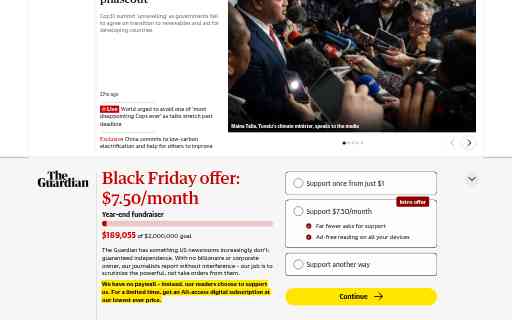 phaseout
Cop31 summit 'unravelling' as governments fail
to agree on transition to renewables and aid for
developing countries
27m ago
Live World urged to avoid one of 'most
disappointing Cops ever' as talks stretch past
deadline
Exclusive China commits to low-carbon
electrification and help for others to improve
Maina Talia, Tuvalu's climate minister, speaks to the media
The
Guardian
Black Friday offer:
$7.50/month
Year-end fundraiser
$169,055 of $2,000,000 goal
The Guardian has something US newsrooms increasingly don't:
guaranteed independence. With no billionaire or corporate
owner, our journalists report without interference – our job is to
scrutinise the powerful, not take orders from them.
We have no paywall – instead, our readers choose to support
us. For a limited time, get an All-access digital subscription at
our lowest ever price.
Support once from just $1
Intro offer
Support $7.50/month
Far fewer asks for support
Ad-free reading on all your devices
Support another way
Continue